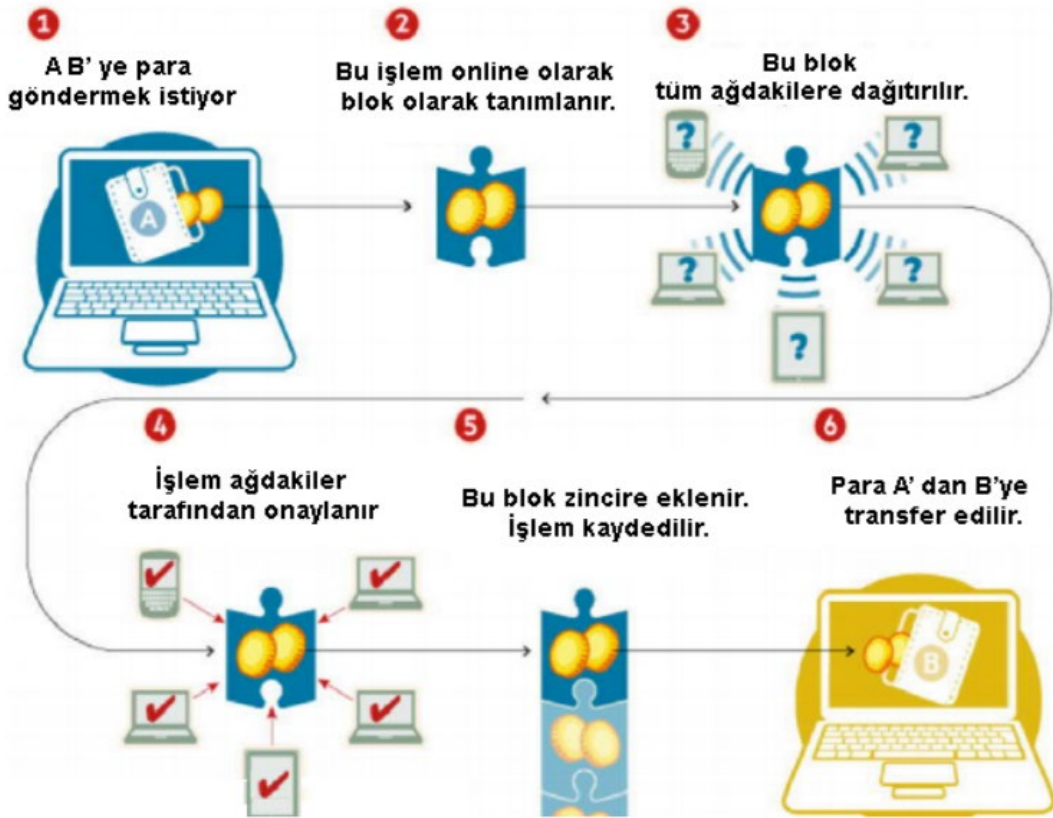 1
A B' ye para
göndermek istiyor
A
2
Bu işlem online olarak
blok olarak tanımlanır.
3
Bu blok
tüm ağdakilere dağıtırılır.
?
?
?
?
?
4
İşlem ağdakiler
tarafından onaylanır
5
Bu blok zincire eklenir.
İşlem kaydedilir.
6
Para A' dan B'ye
transfer edilir.
B